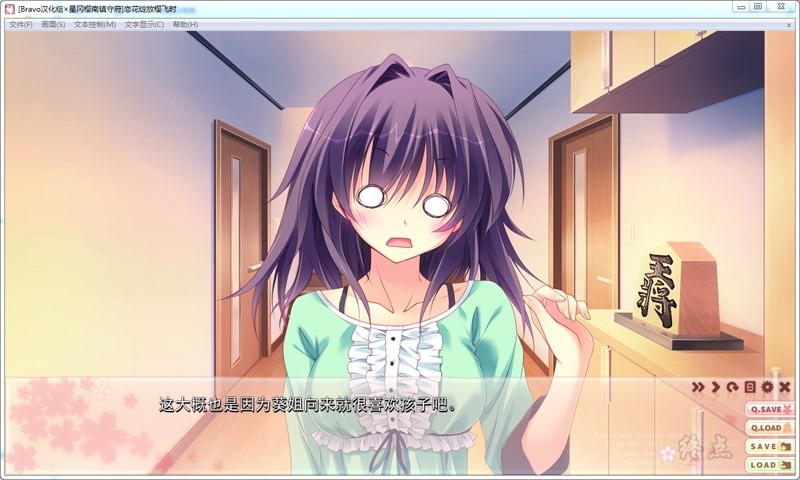 [Bravo汉化组×星冈樱南镇守府]恋花绽放樱飞时
文件(F) 画面(S) 文本控制(M) 文字显示(C) 帮助(H)
王将
这大概也是因为葵姐向来就很喜欢孩子吧。
Q.SAVE
Q.LOAD
SAVE
LOAD
终点